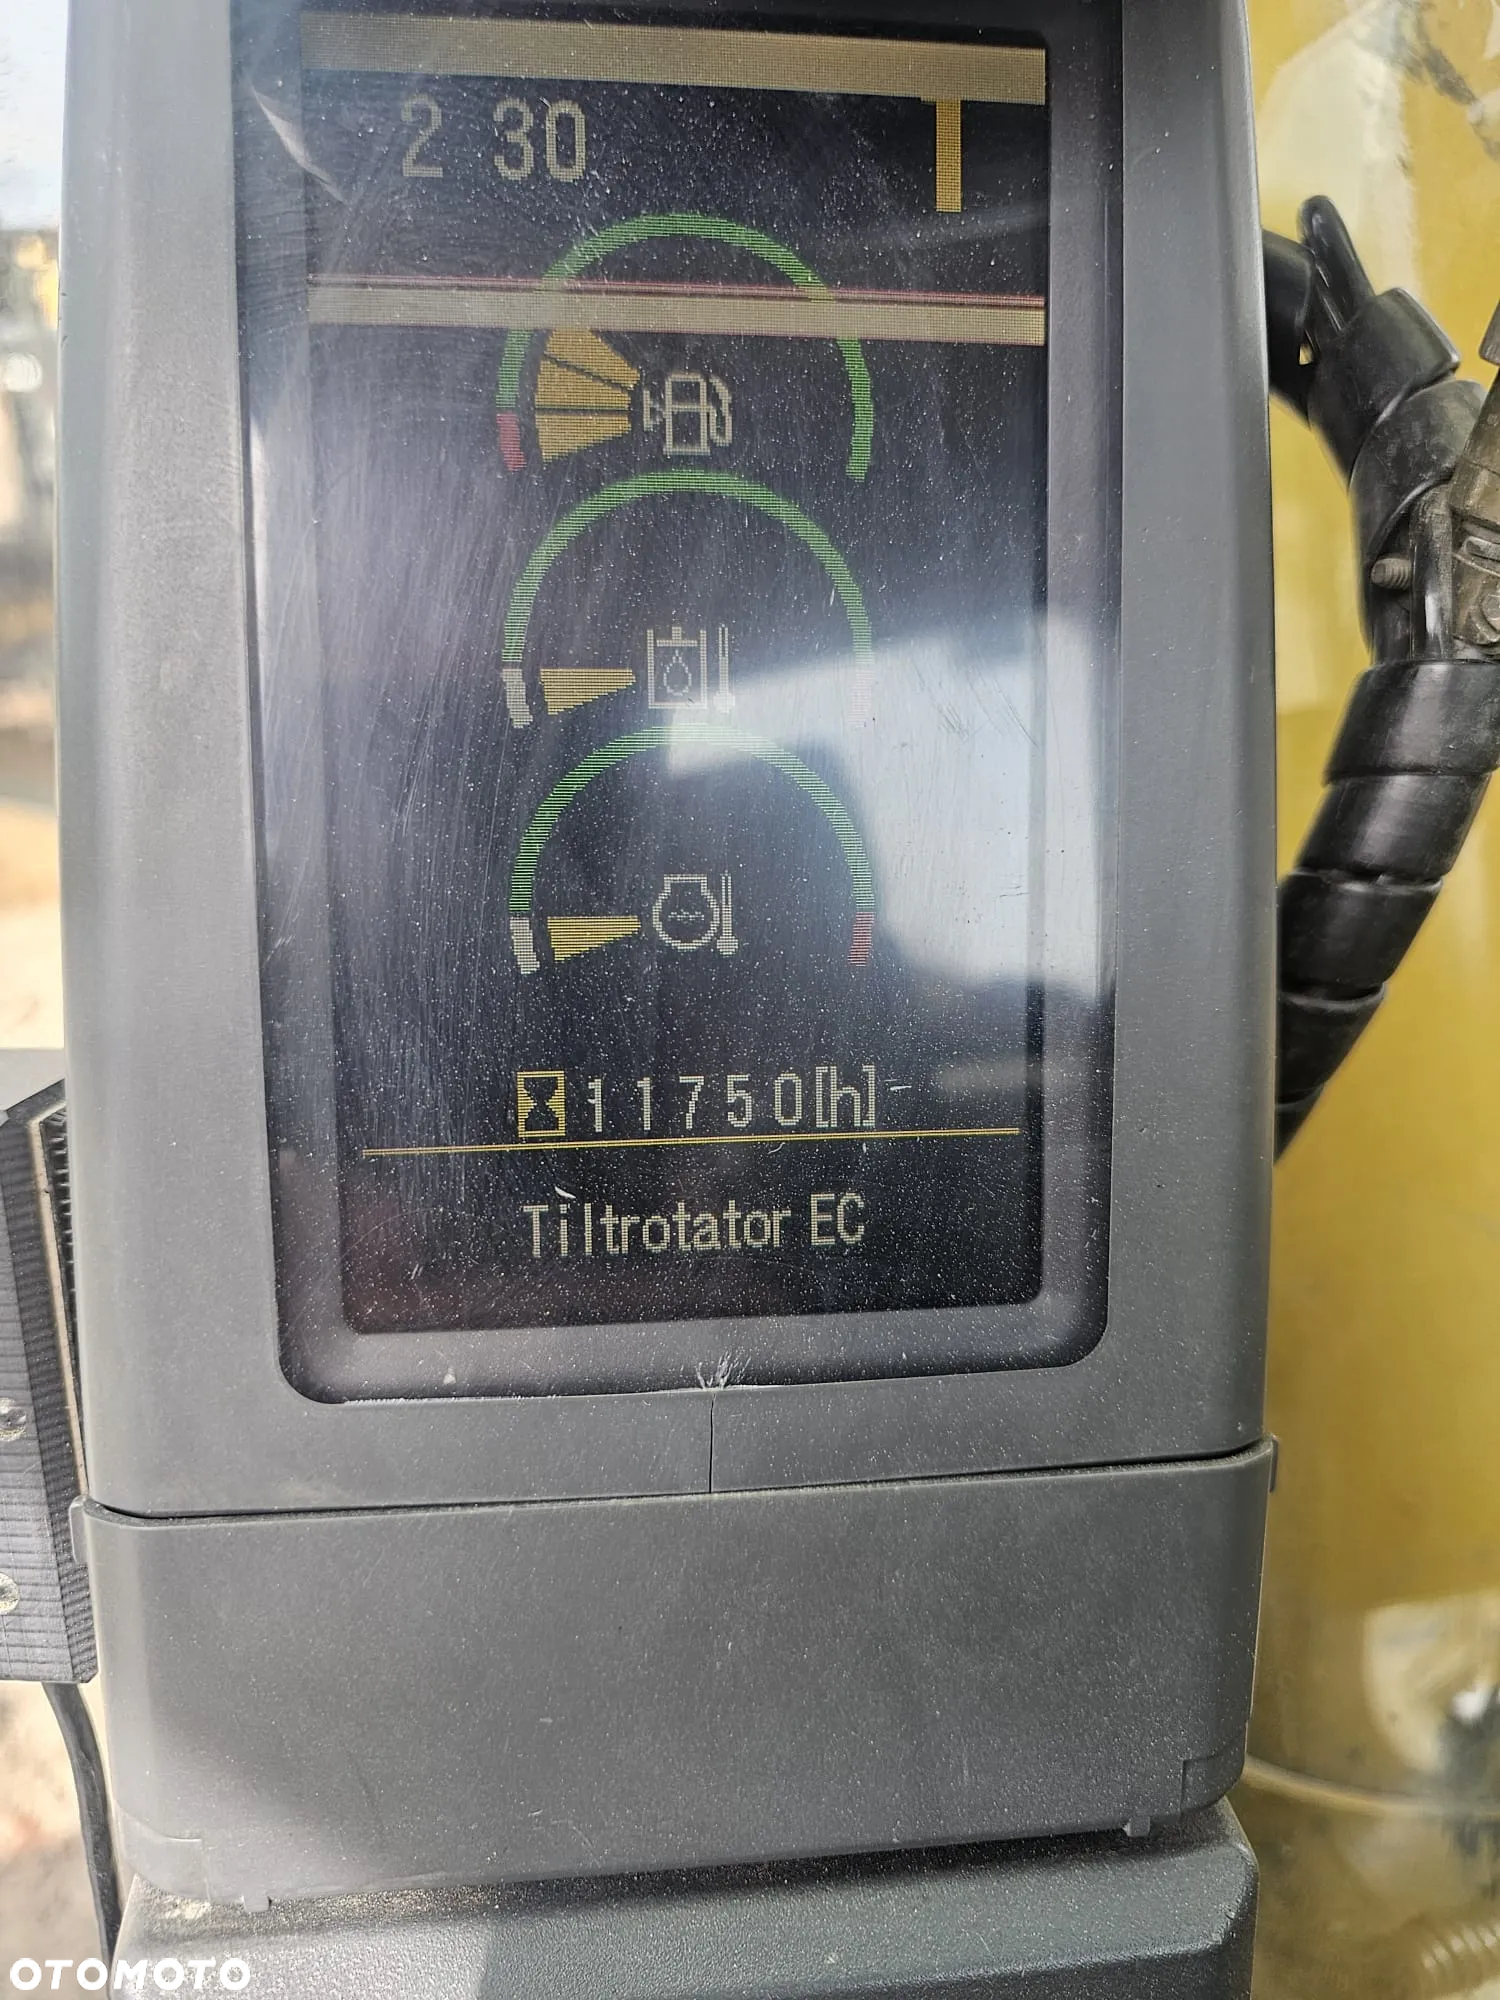 2 30
11750[h]
Tiltrotator EC
OTOMOTO